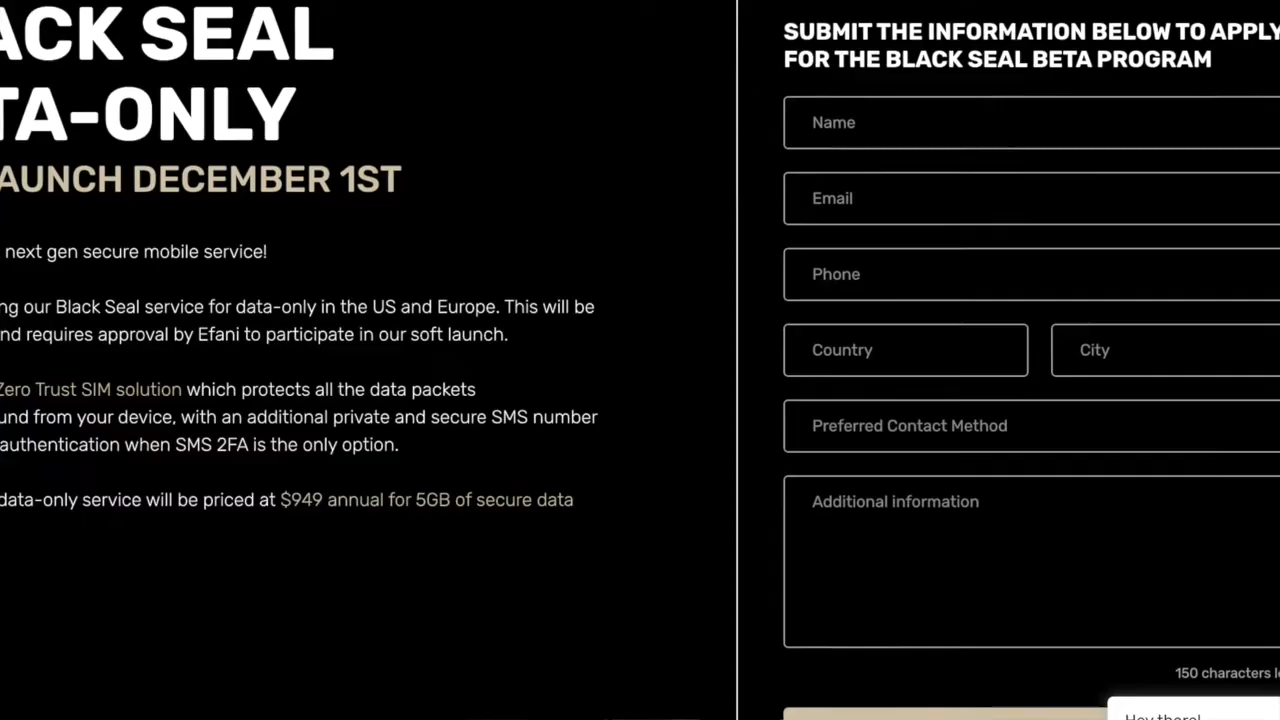 ACK SEAL
TA-ONLY
AUNCH DECEMBER 1ST
next gen secure mobile service!
ng our Black Seal service for data-only in the US and Europe. This will be
nd requires approval by Efani to participate in our soft launch.
Zero Trust SIM solution which protects all the data packets
und from your device, with an additional private and secure SMS number
authentication when SMS 2FA is the only option.
data-only service will be priced at $949 annual for 5GB of secure data
SUBMIT THE INFORMATION BELOW TO APPLY
FOR THE BLACK SEAL BETA PROGRAM
Name
Email
Phone
Country City
Preferred Contact Method
Additional information
150 characters l
Hey there!